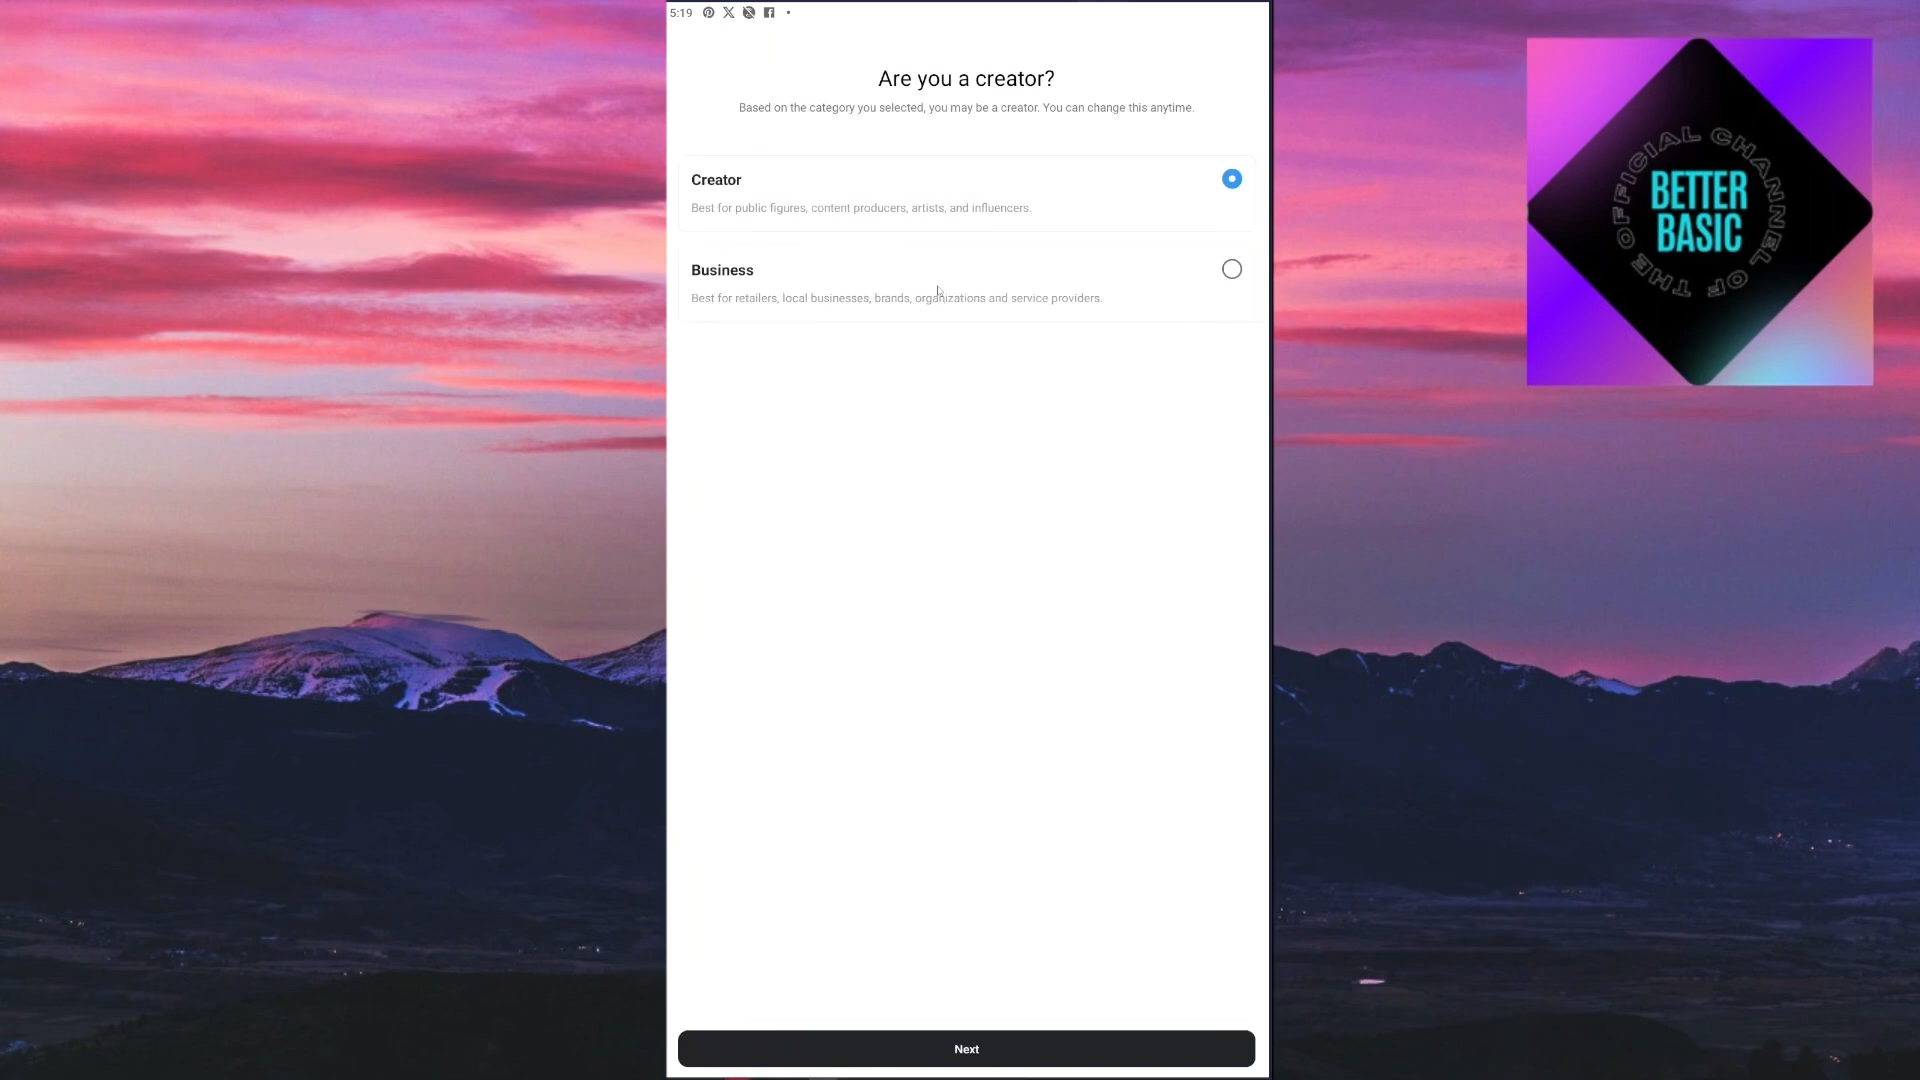 5:19
Are you a creator?
Based on the category you selected, you may be a creator. You can change this anytime.
Creator
Best for public figures, content producers, artists, and influencers.
Business
Best for retailers, local businesses, brands, organizations and service providers.
Next
OFFICIAL CHANNEL OF THE
BETTER
BASIC